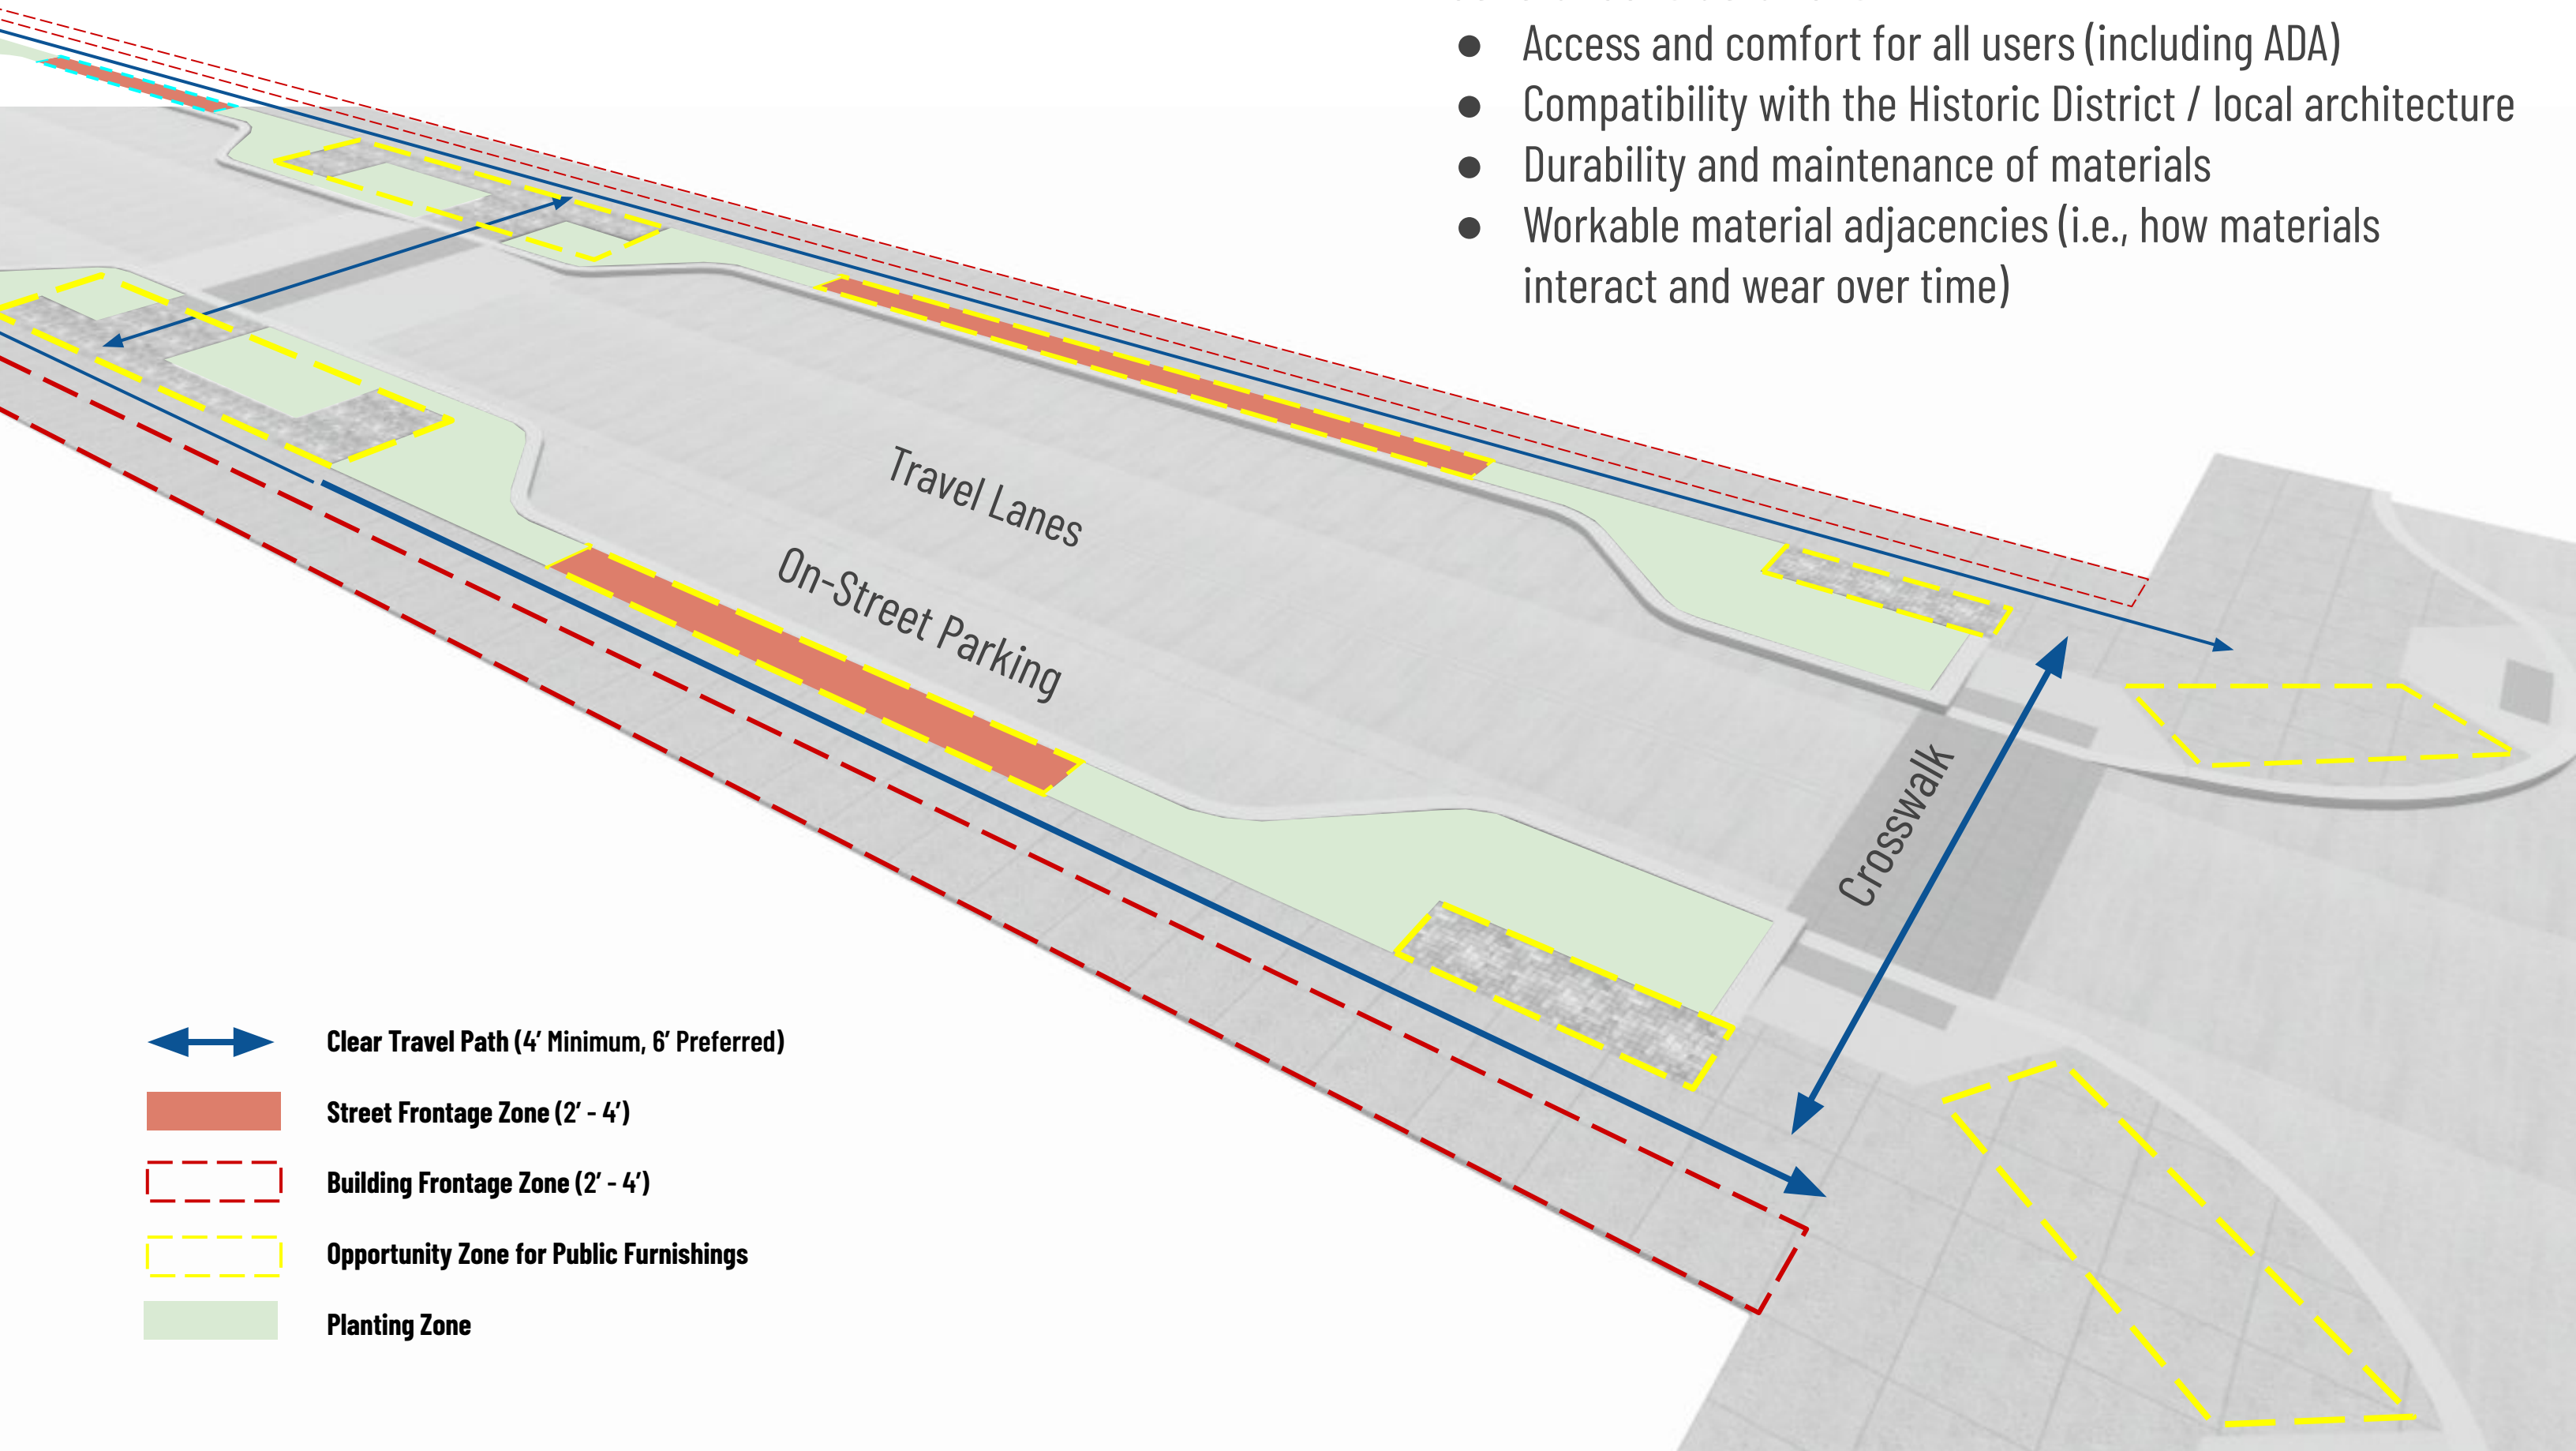 ● Access and comfort for all users (including ADA)
● Compatibility with the Historic District / local architecture
● Durability and maintenance of materials
● Workable material adjacencies (i.e., how materials
interact and wear over time)
Travel Lanes
On-Street Parking
Crosswalk
Clear Travel Path (4’ Minimum, 6’ Preferred)
Street Frontage Zone (2’ - 4’)
Building Frontage Zone (2’ - 4’)
Opportunity Zone for Public Furnishings
Planting Zone